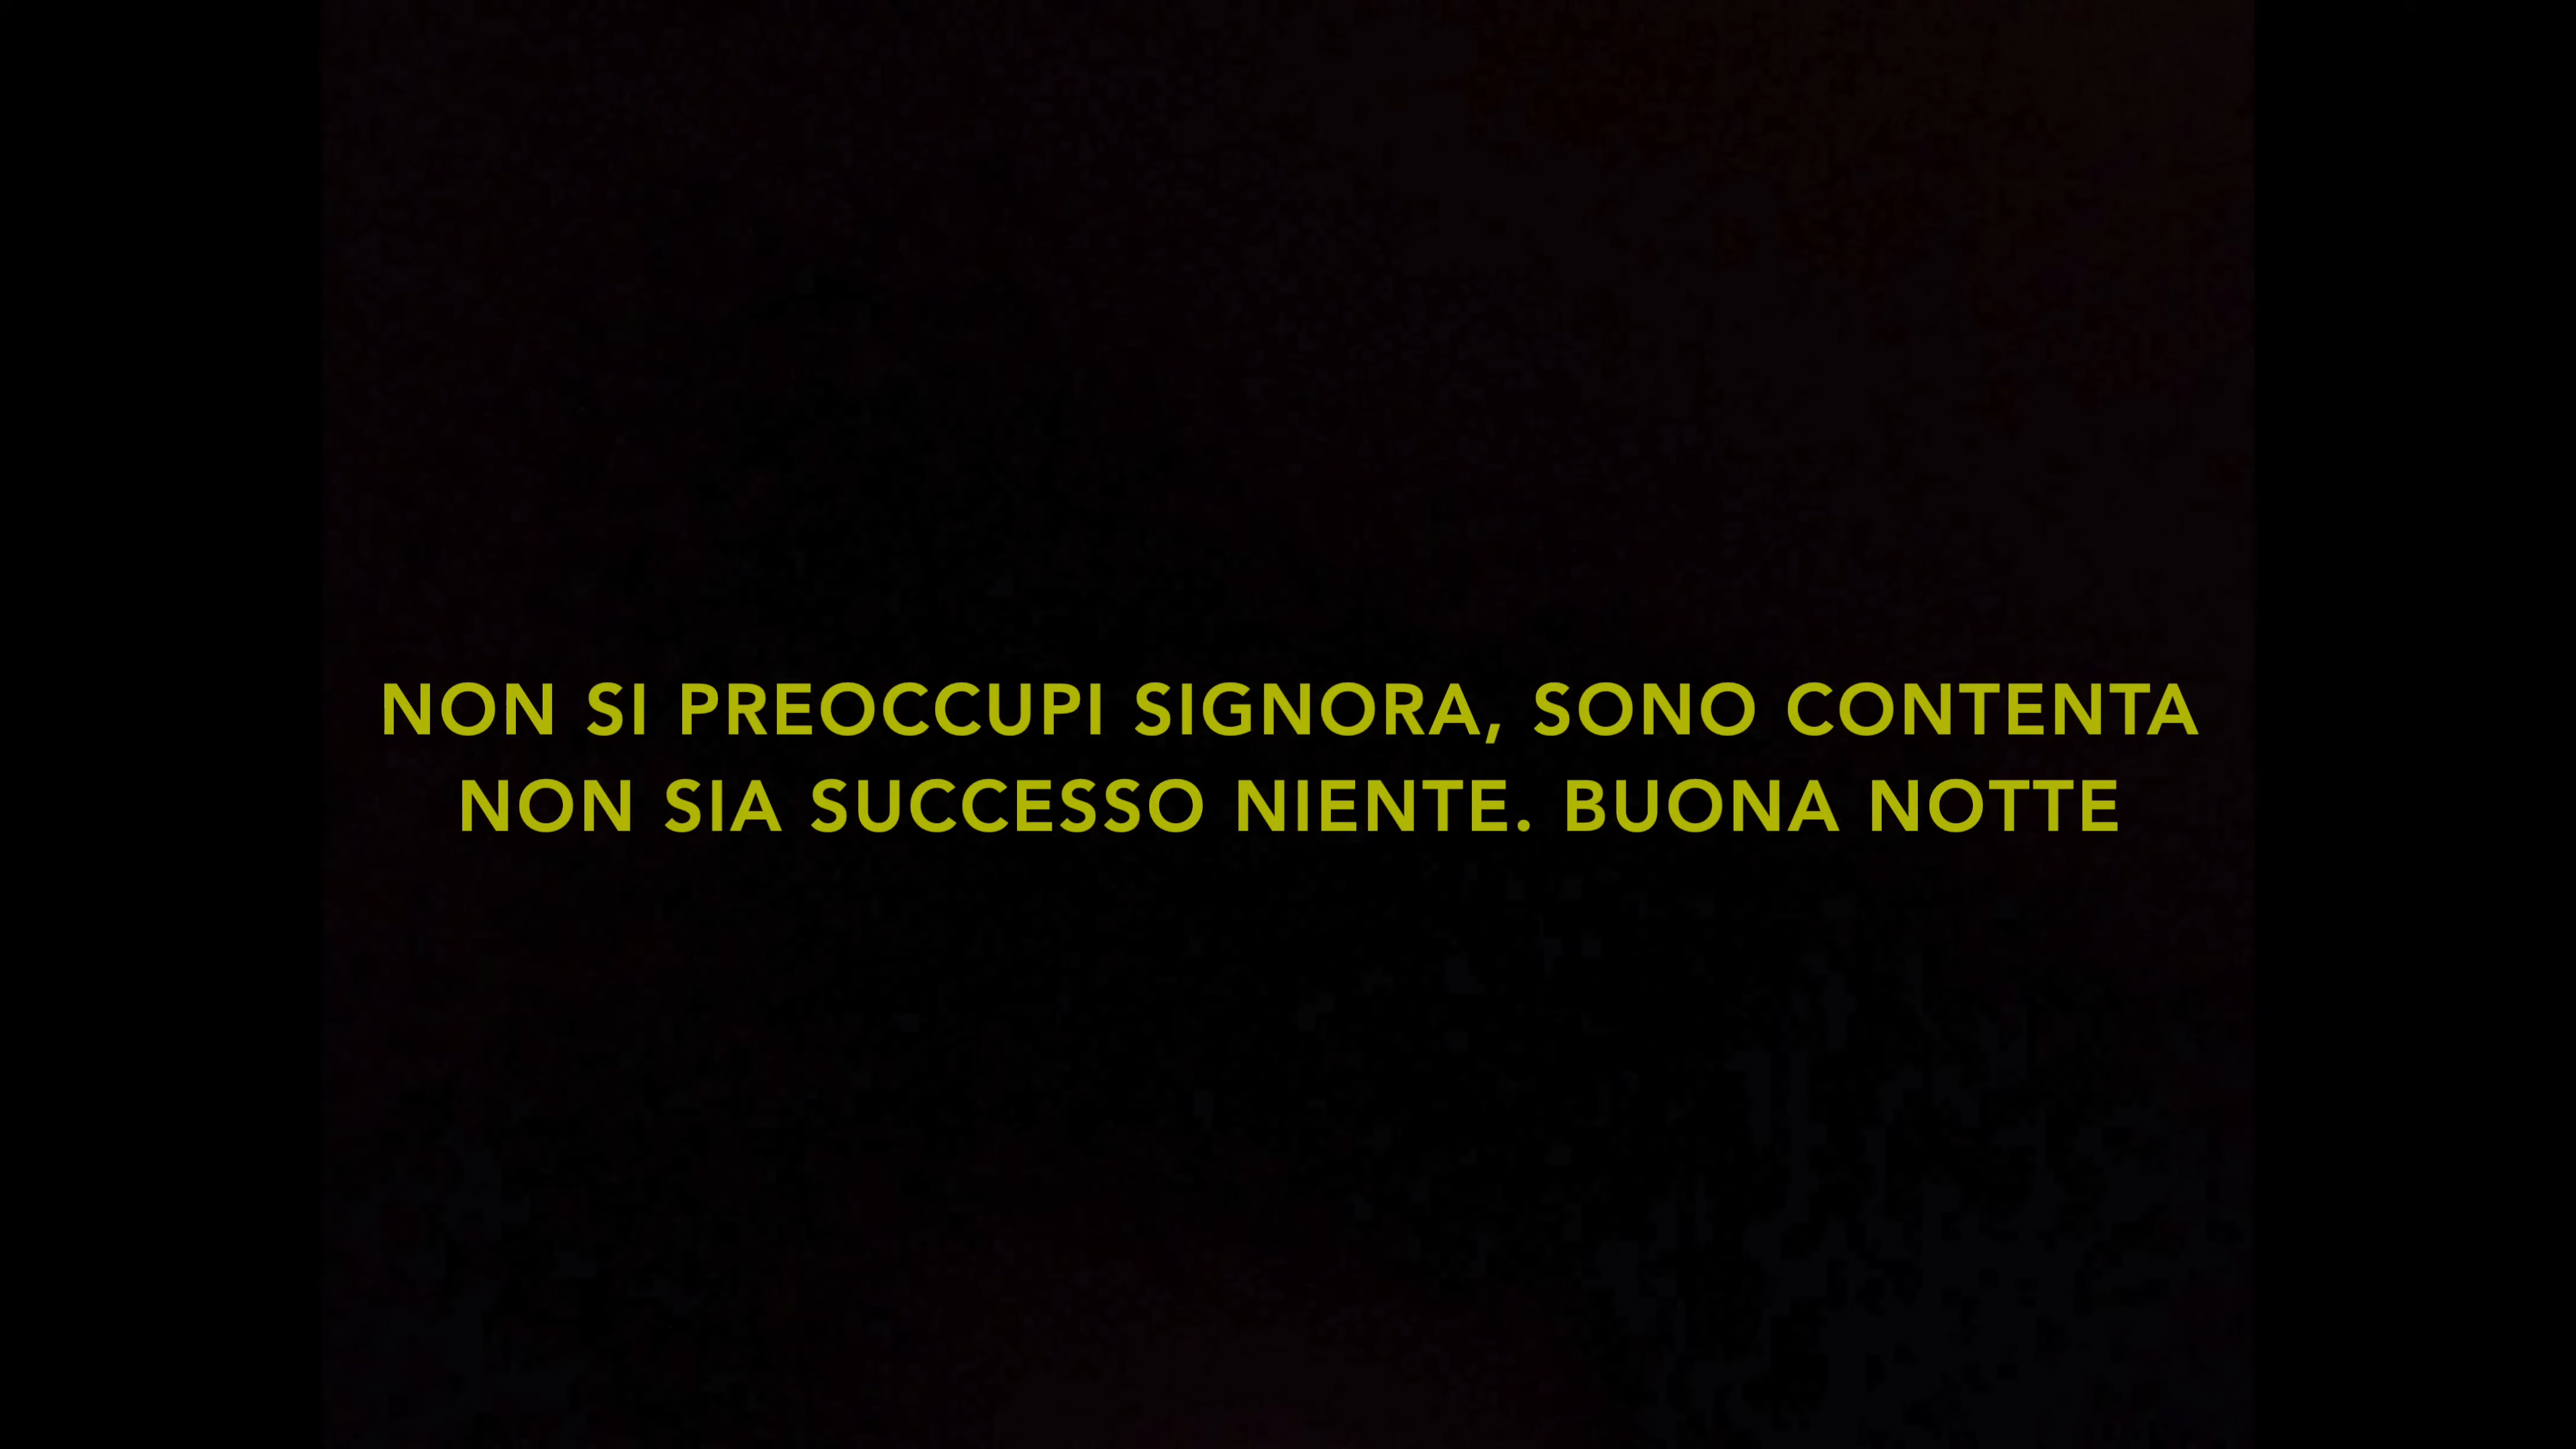 NON SI PREOCCUPI SIGNORA, SONO CONTENTA
NON SIA SUCCESSO NIENTE. BUONA NOTTE